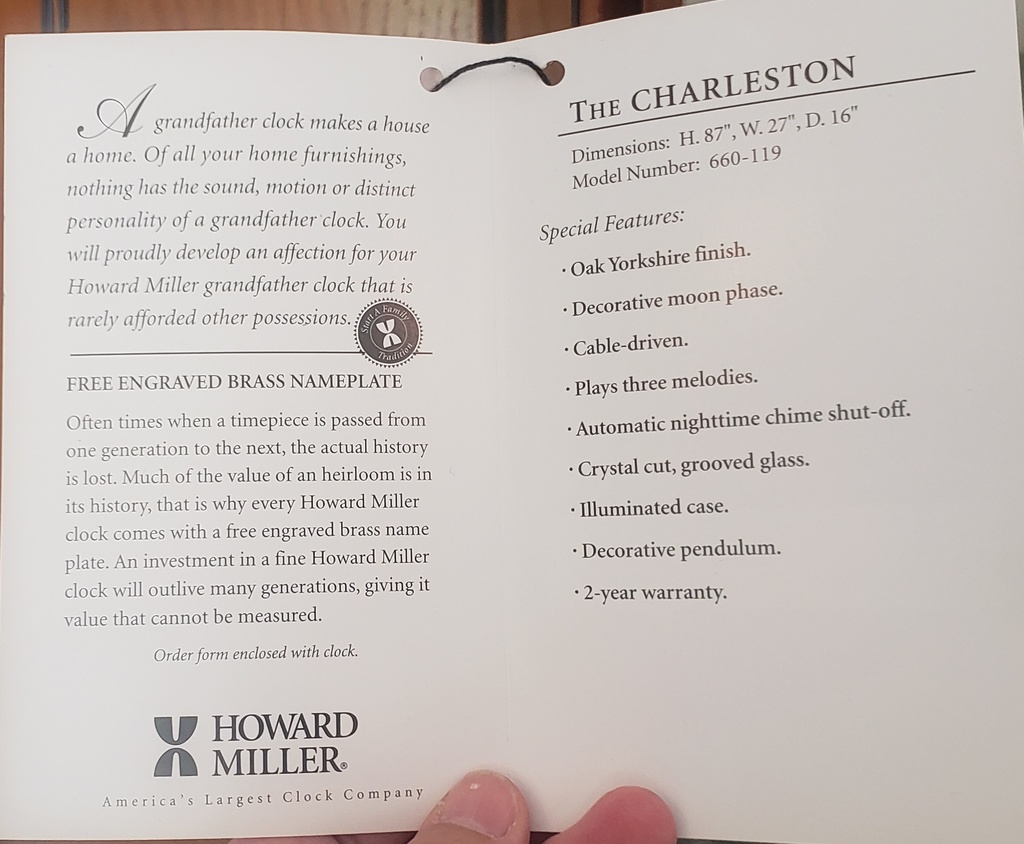 A grandfather clock makes a house
a home. Of all your home furnishings,
nothing has the sound, motion or distinct
personality of a grandfather clock. You
will proudly develop an affection for your
Howard Miller grandfather clock that is
rarely afforded other possessions.
Start A Family
Tradition
FREE ENGRAVED BRASS NAMEPLATE
Often times when a timepiece is passed from
one generation to the next, the actual history
is lost. Much of the value of an heirloom is in
its history, that is why every Howard Miller
clock comes with a free engraved brass name
plate. An investment in a fine Howard Miller
clock will outlive many generations, giving it
value that cannot be measured.
Order form enclosed with clock.
HOWARD
MILLER®
America's Largest Clock Company
THE CHARLESTON
Dimensions: H. 87", W. 27", D. 16"
Model Number: 660-119
Special Features:
· Oak Yorkshire finish.
· Decorative moon phase.
· Cable-driven.
· Plays three melodies.
· Automatic nighttime chime shut-off.
· Crystal cut, grooved glass.
· Illuminated case.
· Decorative pendulum.
· 2-year warranty.